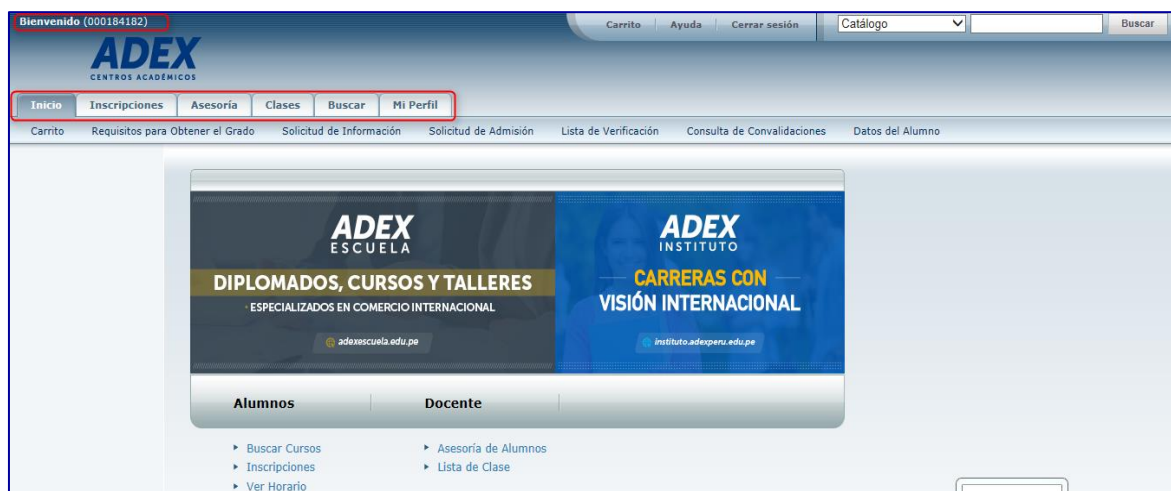 Bienvenido (000184182)
Carrito Ayuda Cerrar sesión Catálogo Buscar
ADEX
CENTROS ACADÉMICOS
Inicio Inscripciones Asesoría Clases Buscar Mi Perfil
Carrito Requisitos para Obtener el Grado Solicitud de Información Solicitud de Admisión Lista de Verificación Consulta de Convalidaciones Datos del Alumno
ADEX
ESCUELA
DIPLOMADOS, CURSOS Y TALLERES
· ESPECIALIZADOS EN COMERCIO INTERNACIONAL
adexescuela.edu.pe
ADEX
INSTITUTO
CARRERAS CON
VISIÓN INTERNACIONAL
instituto.adexperu.edu.pe
Alumnos Docente
Buscar Cursos Asesoría de Alumnos
Inscripciones Lista de Clase
Ver Horario